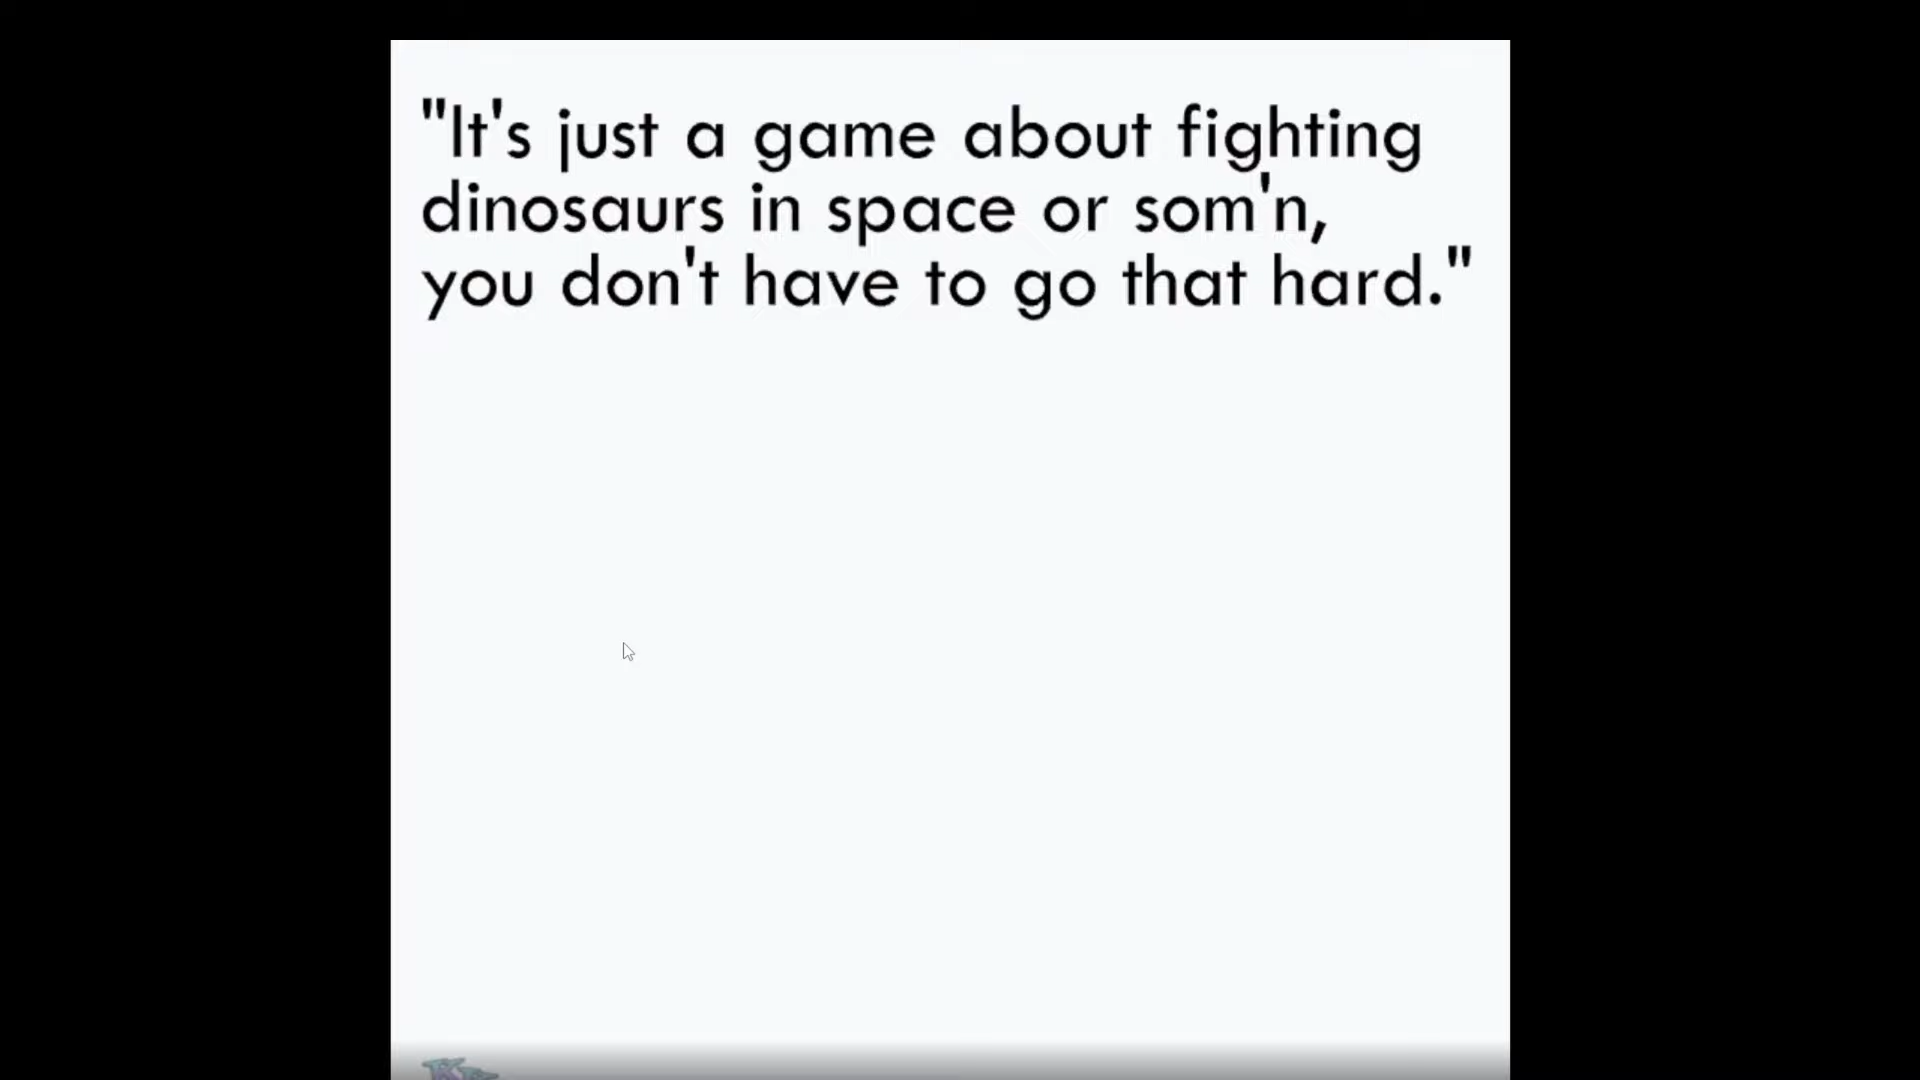 "It's just a game about fighting
dinosaurs in space or som'n,
you don't have to go that hard."